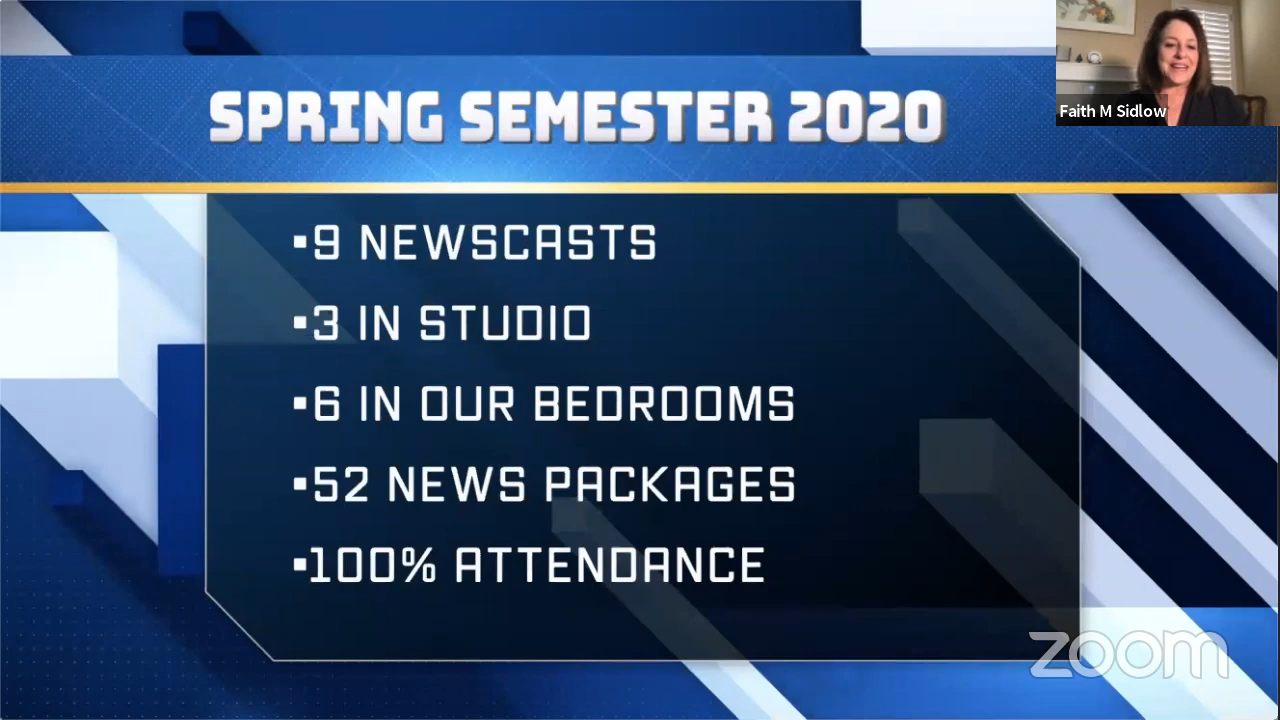 SPRING SEMESTER 2020
Faith M Sidlow
▪9 NEWSCASTS
▪3 IN STUDIO
▪6 IN OUR BEDROOMS
▪52 NEWS PACKAGES
▪100% ATTENDANCE
zoom